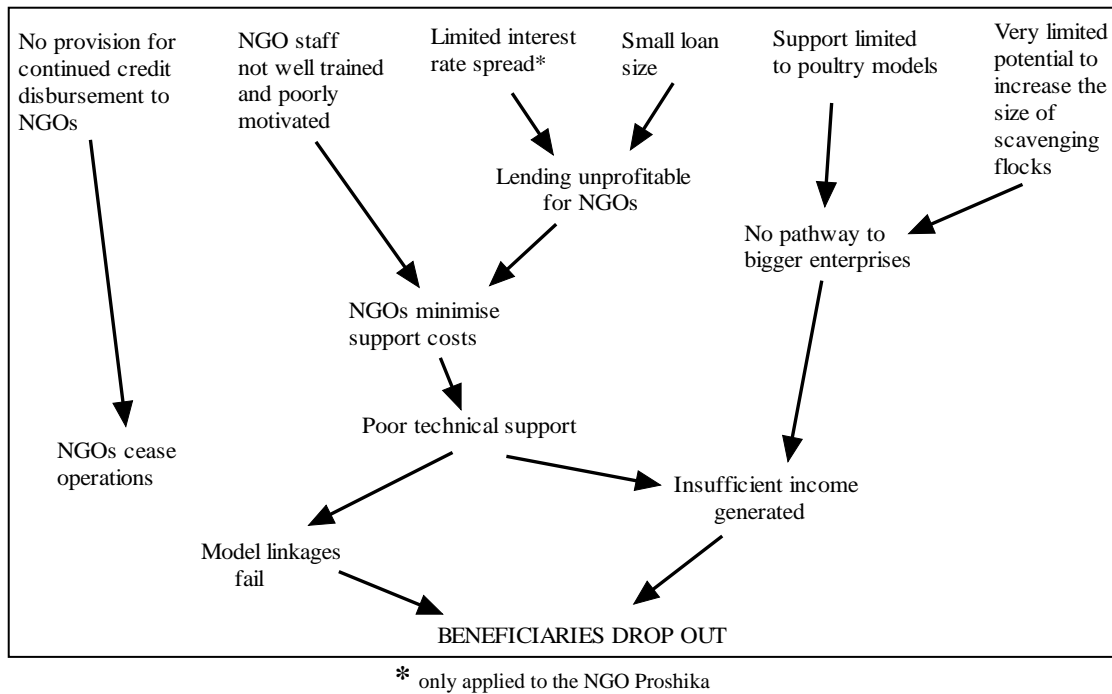 No provision for
continued credit
disbursement to
NGOs
NGO staff
not well trained
and poorly
motivated
Limited interest
rate spread*
Small loan
size
Support limited
to poultry models
Very limited
potential to
increase the
size of
scavenging
flocks
Lending unprofitable
for NGOs
No pathway to
bigger enterprises
NGOs minimise
support costs
Poor technical support
NGOs cease
operations
Insufficient income
generated
Model linkages
fail
BENEFICIARIES DROP OUT
* only applied to the NGO Proshika